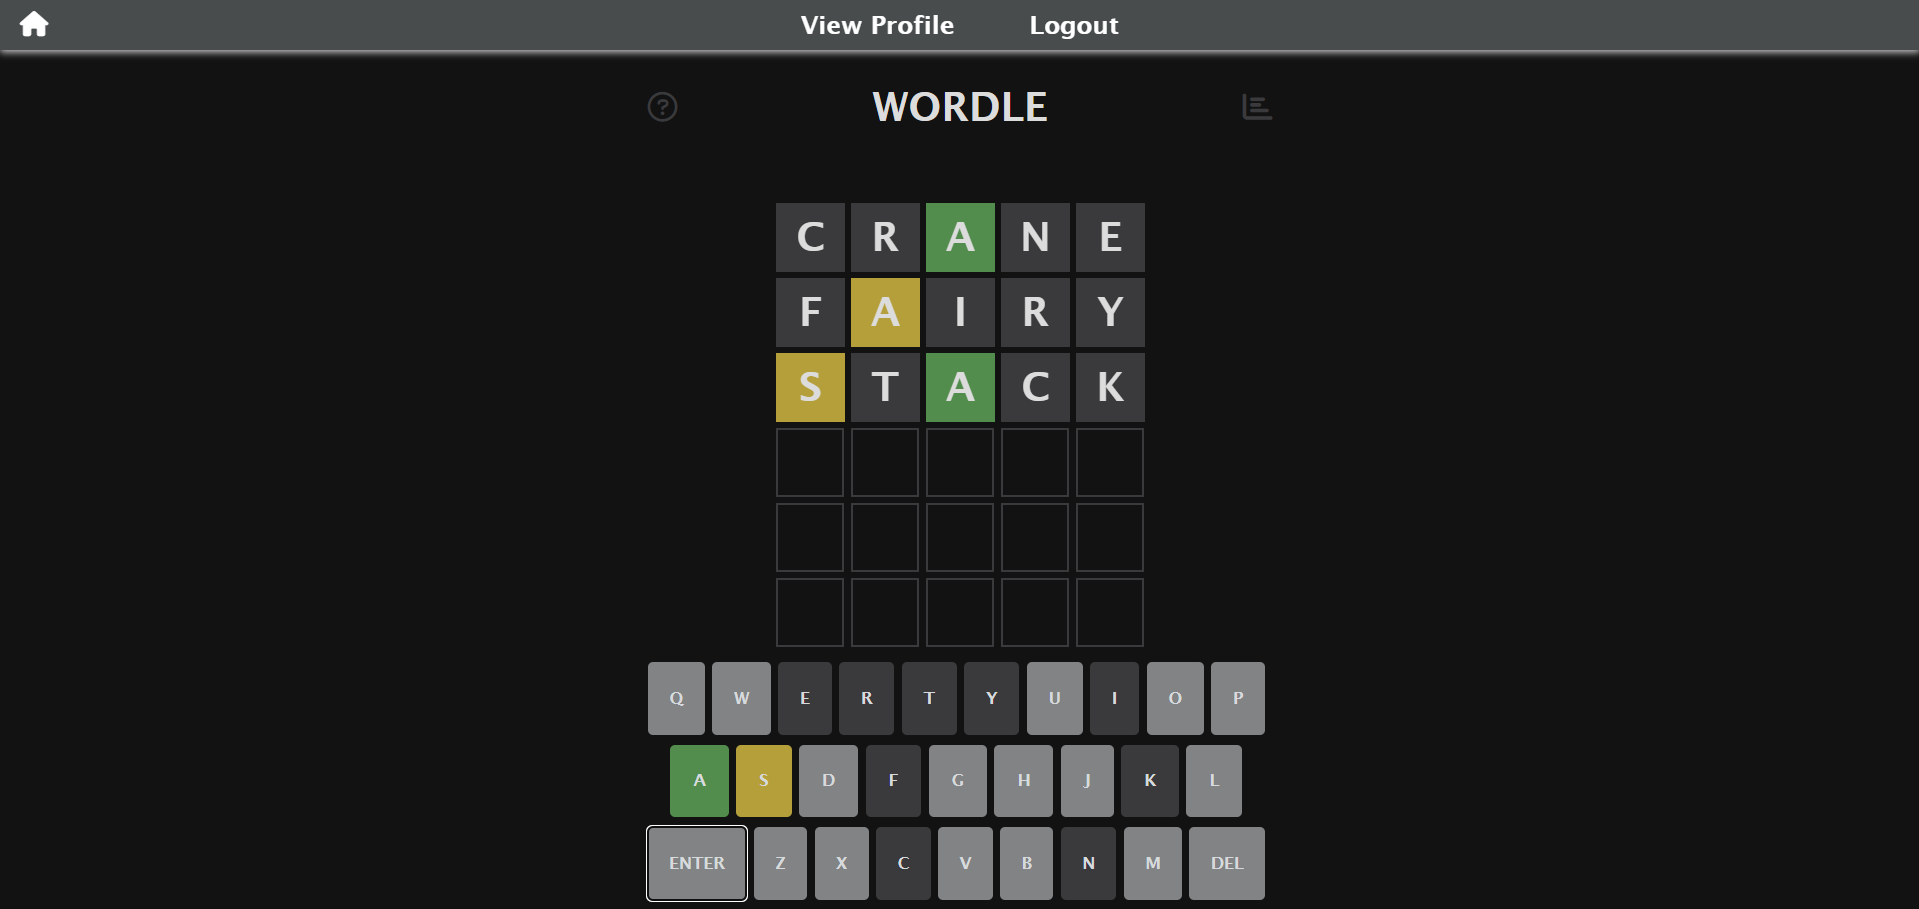 View Profile Logout
WORDLE
C R A N E
F A I R Y
S T A C K
Q W E R T Y U I O P
A S D F G H J K L
ENTER Z X C V B N M DEL